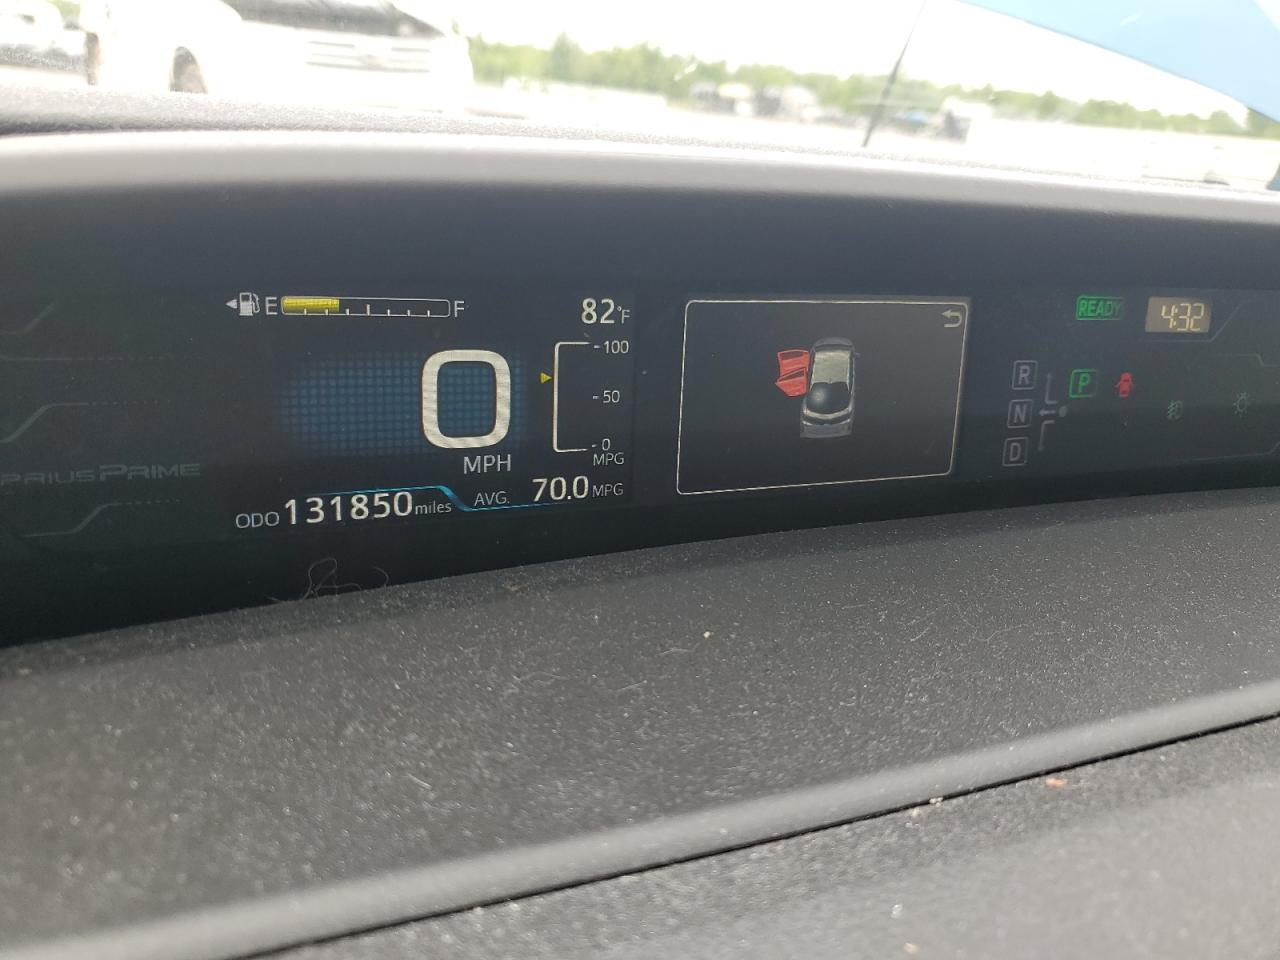 E F
82°F
100
50
0
MPG
0
MPH
ODO 131850 miles
AVG. 70.0 MPG
PRIUS PRIME
READY
4:32
R
N
D
P